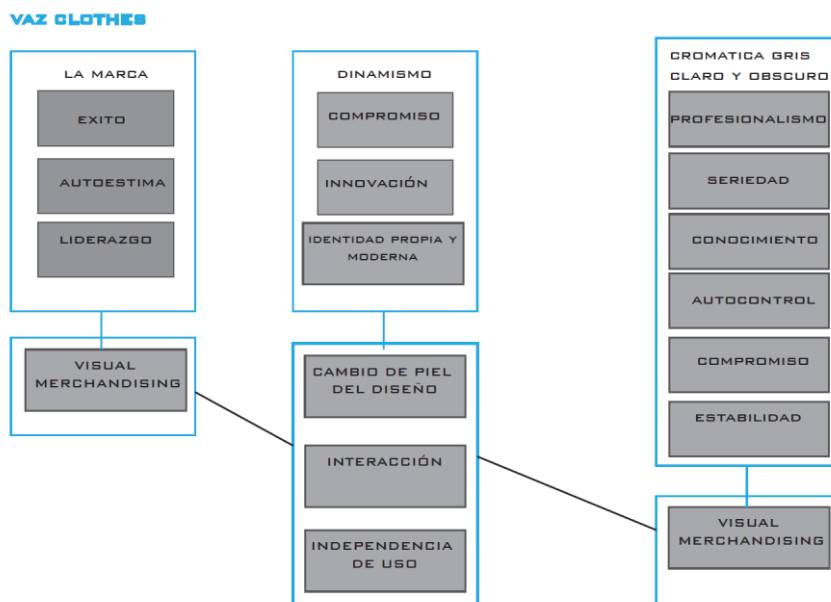 VAZ CLOTHES
LA MARCA
EXITO
AUTOESTIMA
LIDERAZGO
VISUAL
MERCHANDISING
DINAMISMO
COMPROMISO
INNOVACIÓN
IDENTIDAD PROPIA Y
MODERNA
CAMBIO DE PIEL
DEL DISEÑO
INTERACCIÓN
INDEPENDENCIA
DE USO
CROMATICA GRIS
CLARO Y OBSCURO
PROFESIONALISMO
SERIEDAD
CONOCIMIENTO
AUTOCONTROL
COMPROMISO
ESTABILIDAD
VISUAL
MERCHANDISING